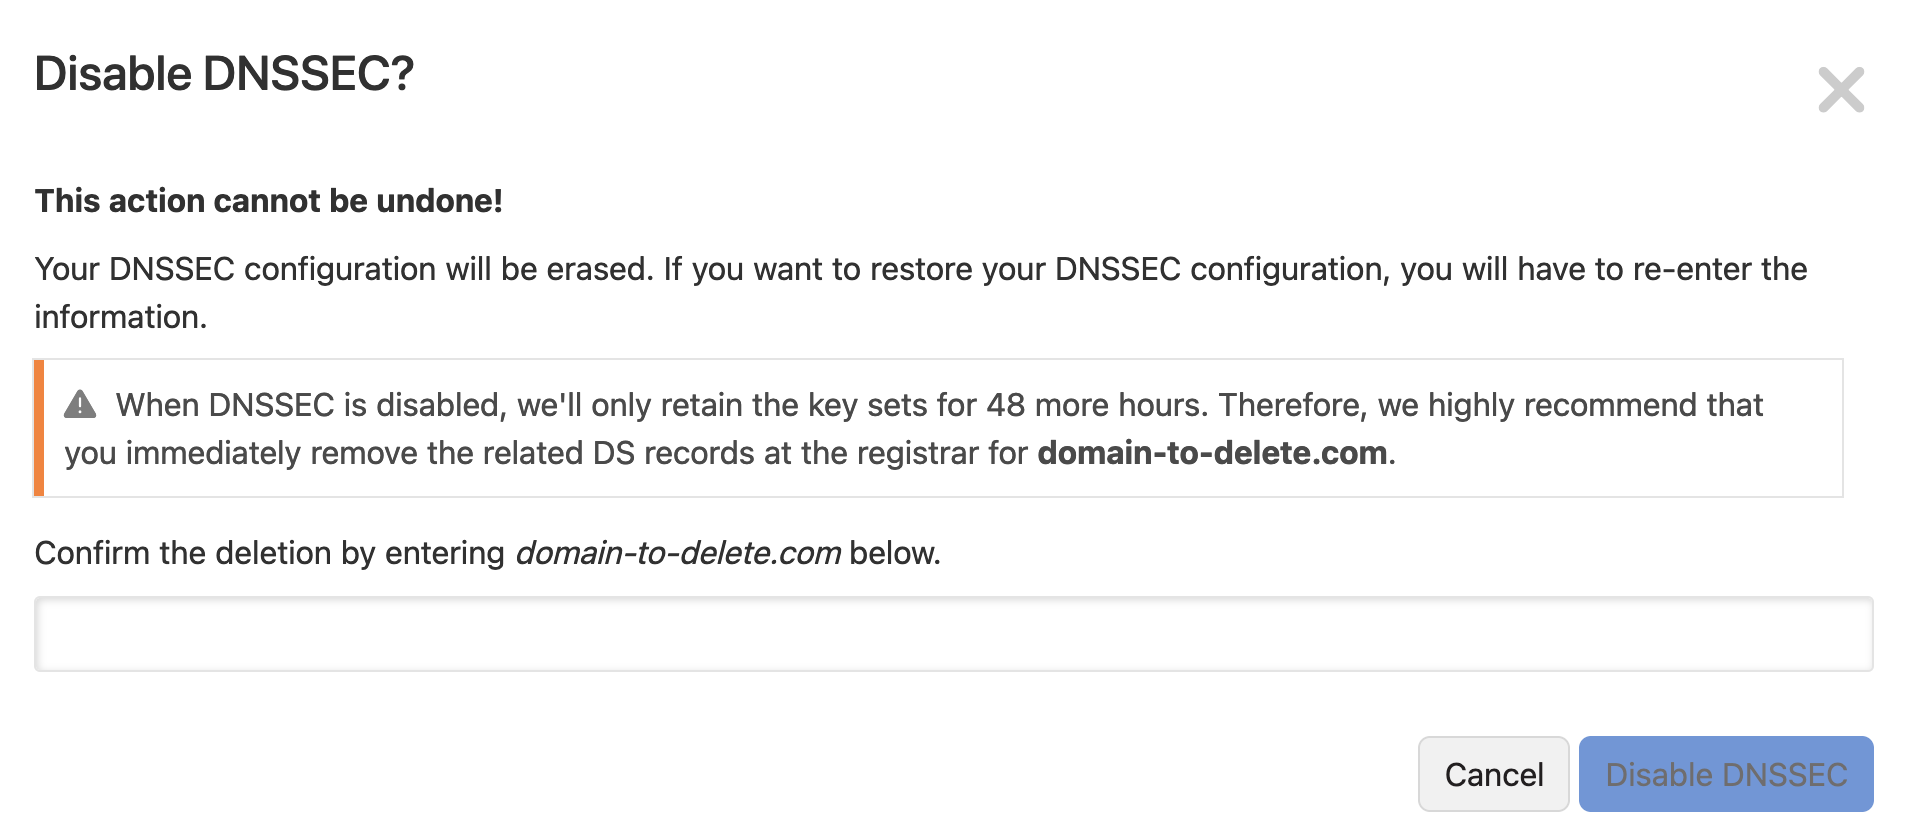 Disable DNSSEC?
This action cannot be undone!
Your DNSSEC configuration will be erased. If you want to restore your DNSSEC configuration, you will have to re-enter the
information.
When DNSSEC is disabled, we'll only retain the key sets for 48 more hours. Therefore, we highly recommend that
you immediately remove the related DS records at the registrar for domain-to-delete.com.
Confirm the deletion by entering domain-to-delete.com below.
Cancel
Disable DNSSEC